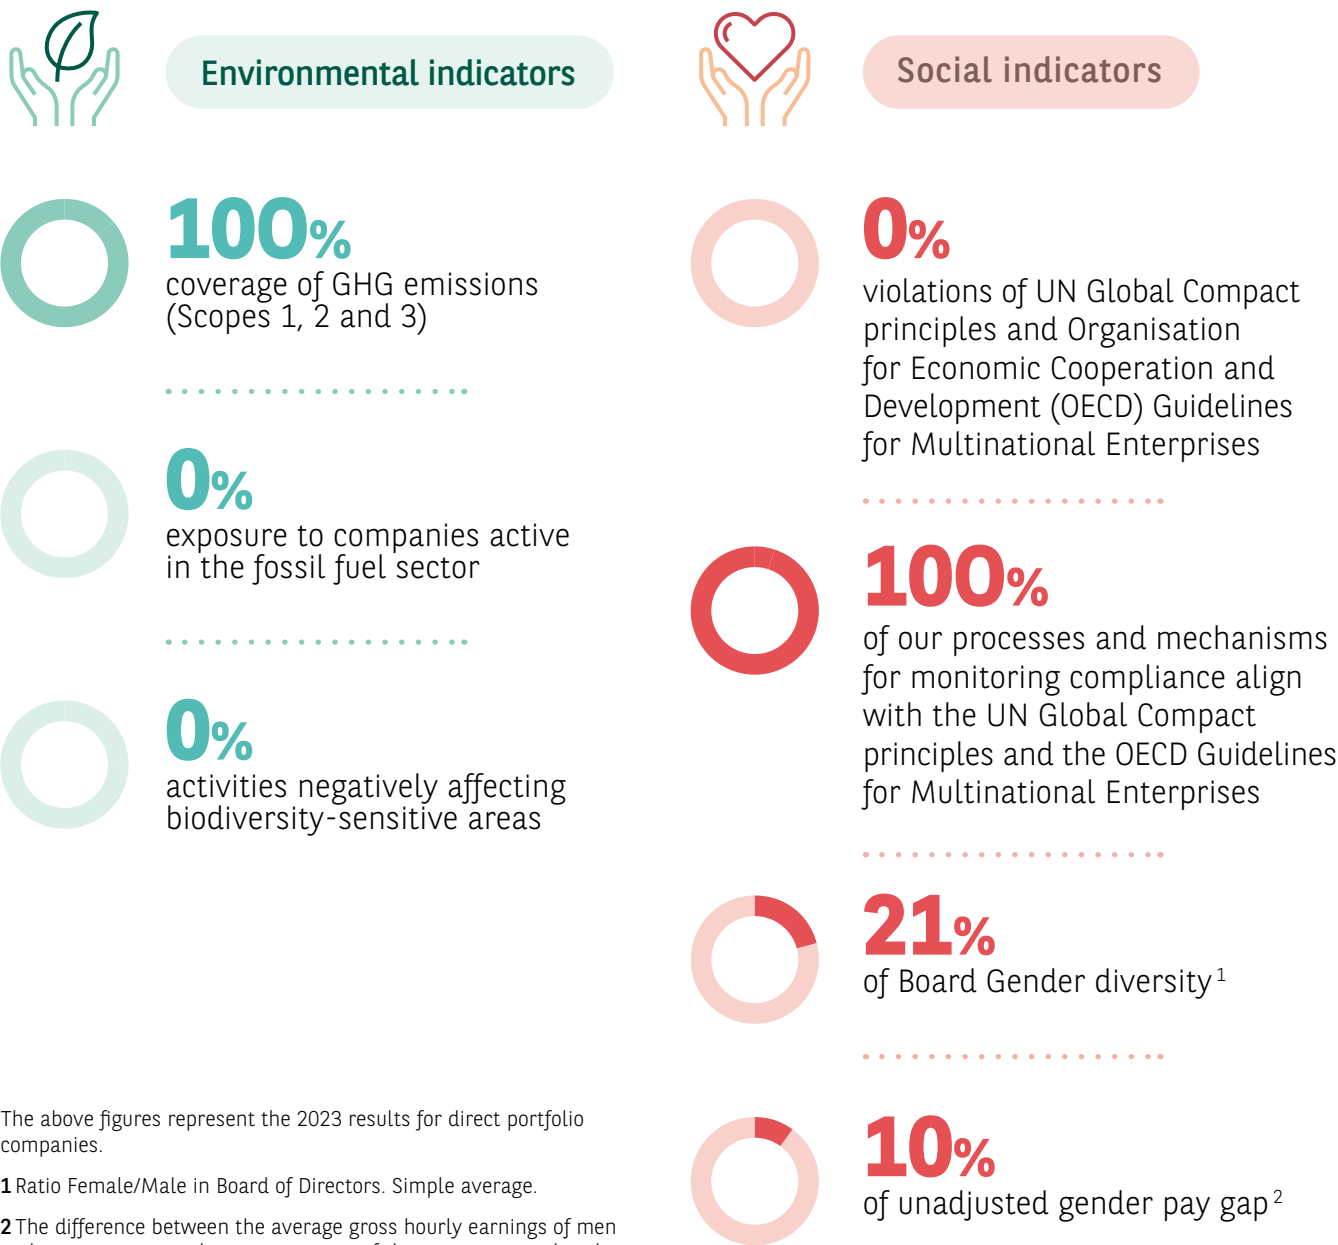 Environmental indicators
100%
coverage of GHG emissions
(Scopes 1, 2 and 3)
0%
exposure to companies active
in the fossil fuel sector
0%
activities negatively affecting
biodiversity-sensitive areas
Social indicators
0%
violations of UN Global Compact
principles and Organisation
for Economic Cooperation and
Development (OECD) Guidelines
for Multinational Enterprises
100%
of our processes and mechanisms
for monitoring compliance align
with the UN Global Compact
principles and the OECD Guidelines
for Multinational Enterprises
21%
of Board Gender diversity 1
10%
of unadjusted gender pay gap 2
The above figures represent the 2023 results for direct portfolio
companies.
1 Ratio Female/Male in Board of Directors. Simple average.
2 The difference between the average gross hourly earnings of men